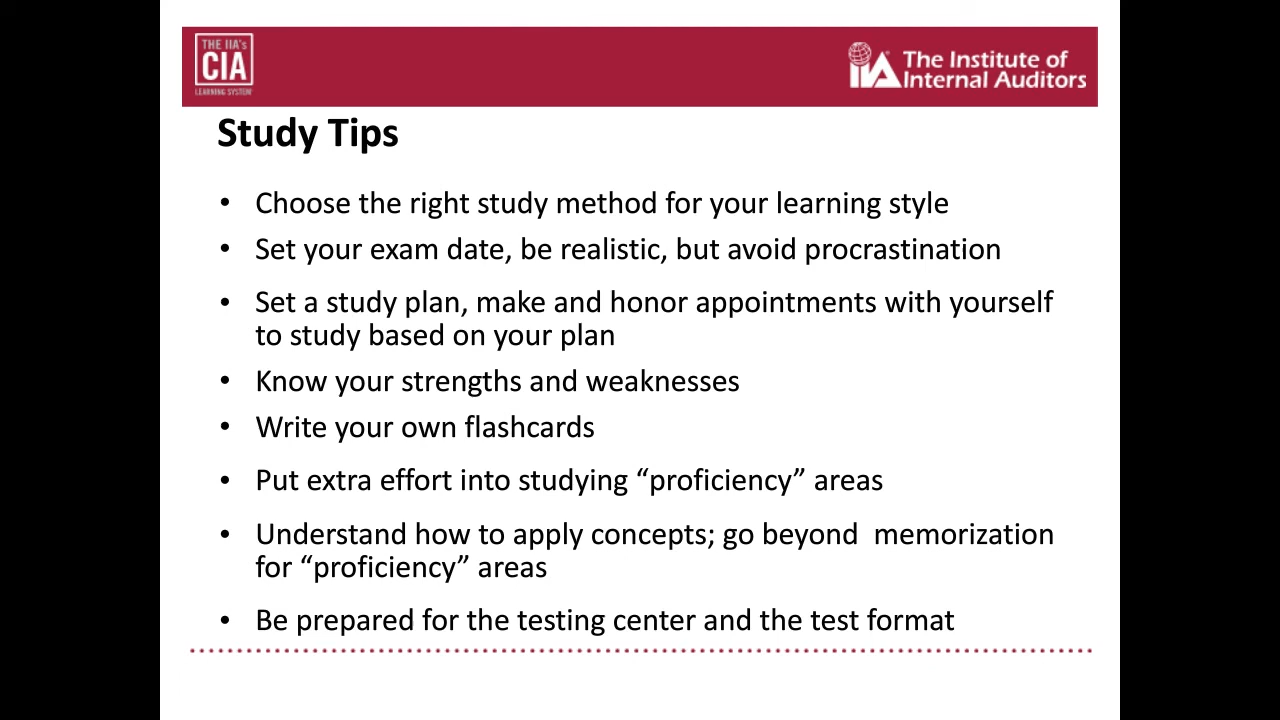 THE IIA's
CIA
LEARNING SYSTEM
IIA
The Institute of
Internal Auditors
Study Tips
• Choose the right study method for your learning style
• Set your exam date, be realistic, but avoid procrastination
• Set a study plan, make and honor appointments with yourself
to study based on your plan
• Know your strengths and weaknesses
• Write your own flashcards
• Put extra effort into studying “proficiency” areas
• Understand how to apply concepts; go beyond  memorization
for “proficiency” areas
• Be prepared for the testing center and the test format